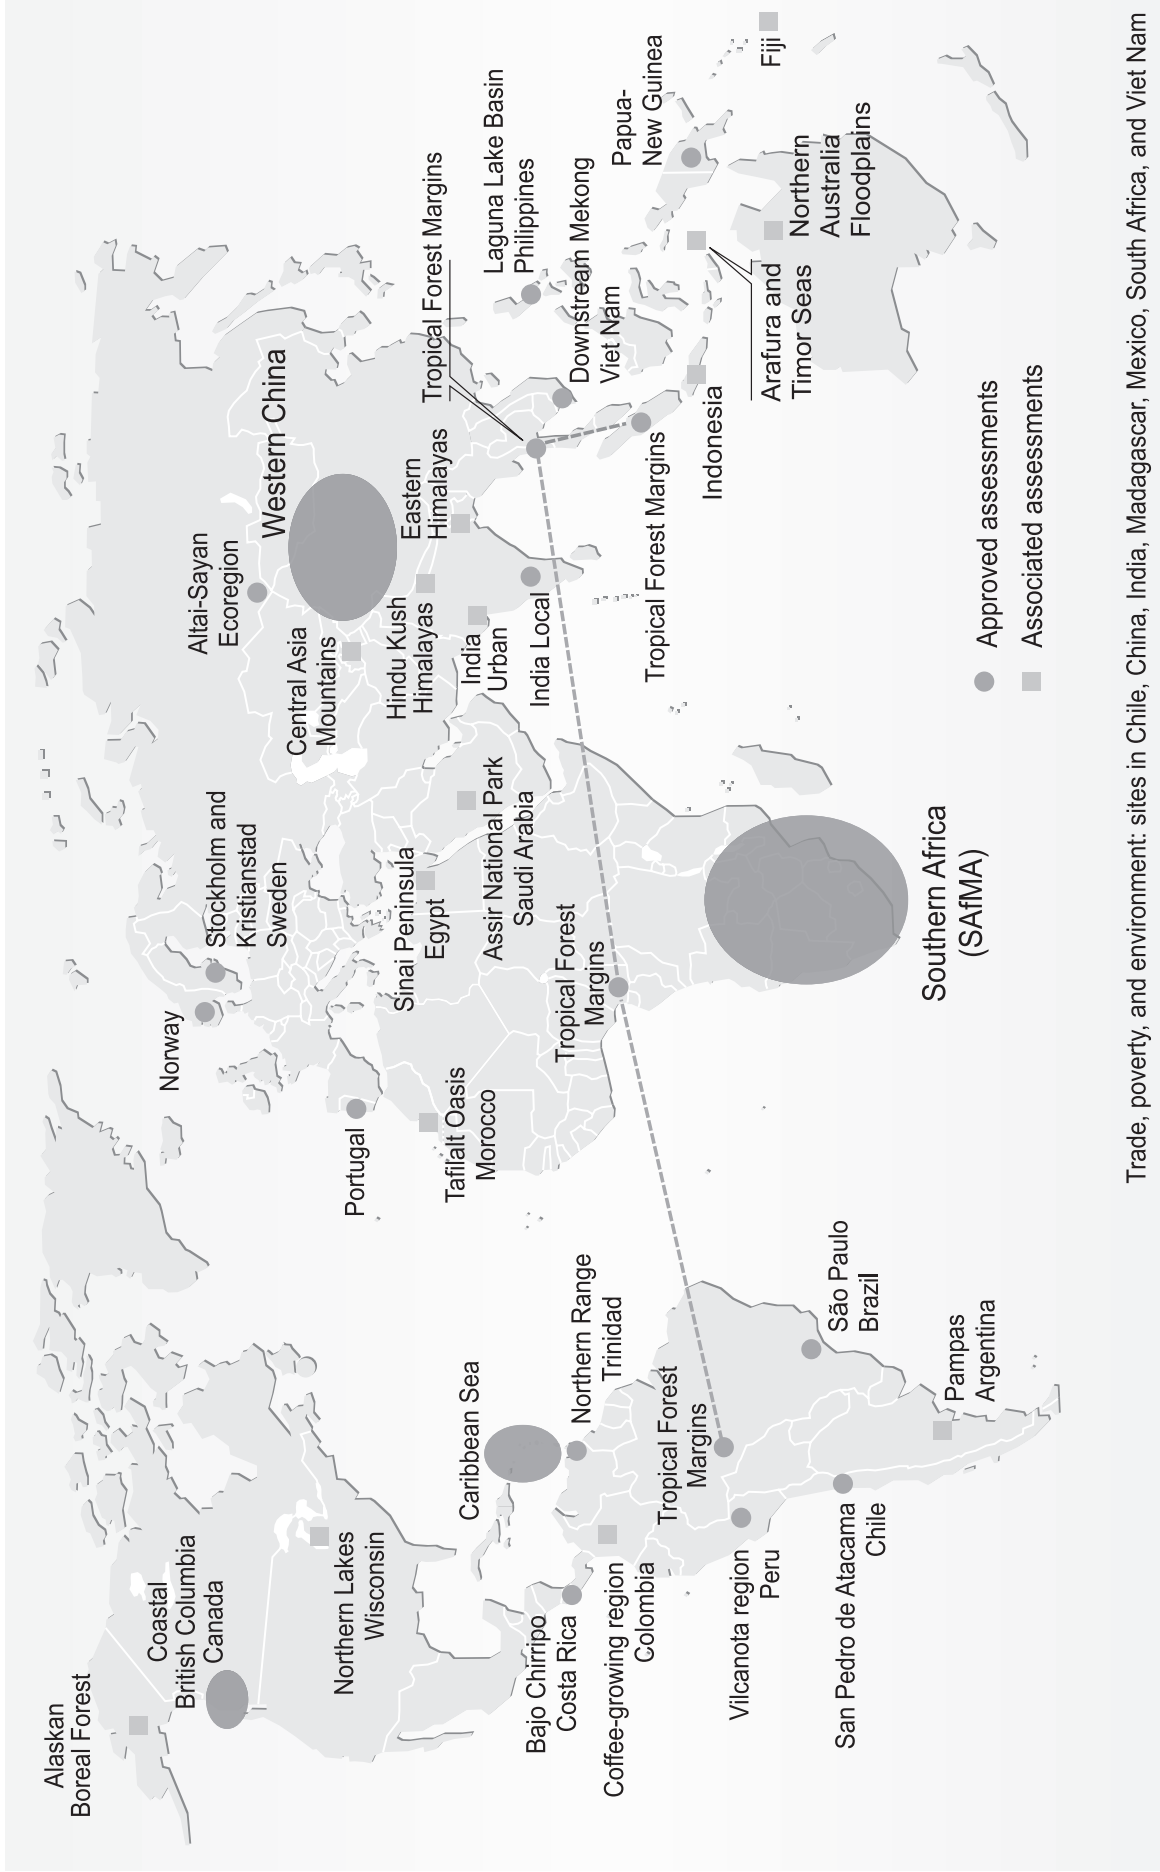 Alaskan
Boreal Forest
Coastal
British Columbia
Canada
Northern Lakes
Wisconsin
Caribbean Sea
Bajo Chirripo
Costa Rica
Northern Range
Trinidad
Coffee-growing region
Colombia
Tropical Forest
Margins
Vilcanota region
Peru
São Paulo
Brazil
San Pedro de Atacama
Chile
Pampas
Argentina
Norway
Stockholm and
Kristianstad
Sweden
Portugal
Tafilalt Oasis
Morocco
Sinai Peninsula
Egypt
Assir National Park
Saudi Arabia
Tropical Forest
Margins
Southern Africa
(SAfMA)
Altai-Sayan
Ecoregion
Western China
Central Asia
Mountains
Hindu Kush
Himalayas
Eastern
Himalayas
India
Urban
India Local
Tropical Forest Margins
Laguna Lake Basin
Philippines
Downstream Mekong
Viet Nam
Tropical Forest Margins
Indonesia
Papua-
New Guinea
Arafura and
Timor Seas
Northern
Australia
Floodplains
Fiji
Approved assessments
Associated assessments
Trade, poverty, and environment: sites in Chile, China, India, Madagascar, Mexico, South Africa, and Viet Nam